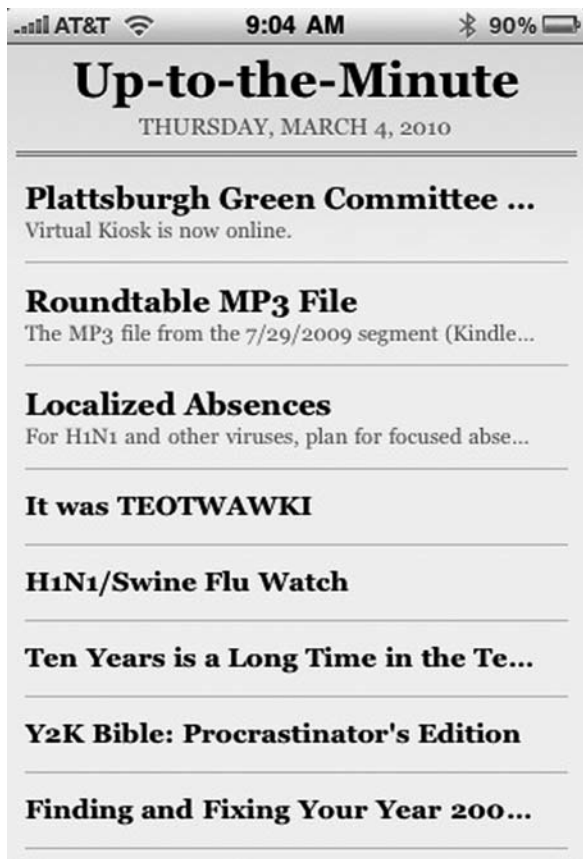 AT&T 9:04 AM 90%
Up-to-the-Minute
THURSDAY, MARCH 4, 2010
Plattsburgh Green Committee ...
Virtual Kiosk is now online.
Roundtable MP3 File
The MP3 file from the 7/29/2009 segment (Kindle...
Localized Absences
For H1N1 and other viruses, plan for focused abse...
It was TEOTWAWKI
H1N1/Swine Flu Watch
Ten Years is a Long Time in the Te...
Y2K Bible: Procrastinator's Edition
Finding and Fixing Your Year 200...